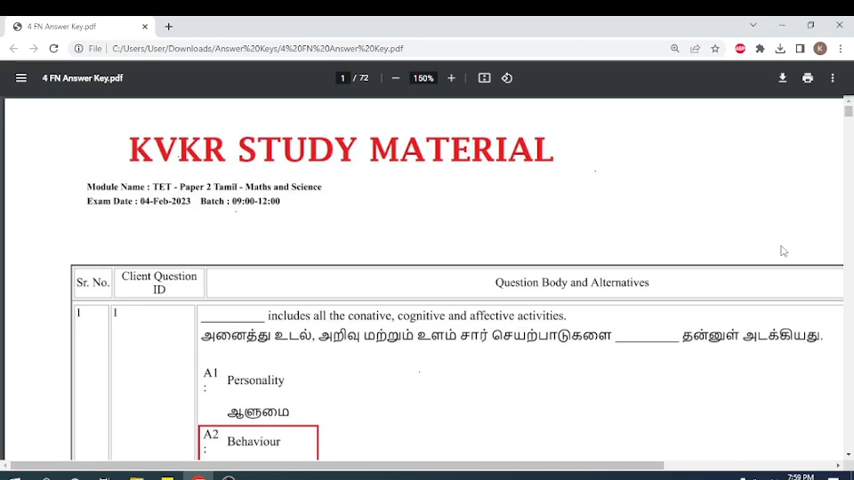 4 FN Answer Key.pdf
File C:/Users/User/Downloads/Answer%20Keys/4%20FN%20Answer%20Key.pdf
K
4 FN Answer Key.pdf
1 / 72
150%
KVKR STUDY MATERIAL
Module Name : TET - Paper 2 Tamil - Maths and Science
Exam Date : 04-Feb-2023 Batch : 09:00-12:00
Sr. No. Client Question ID Question Body and Alternatives
1 1 ________ includes all the conative, cognitive and affective activities.
அனைத்து உடல், அறிவு மற்றும் உளம் சார் செயற்பாடுகளை ________ தன்னுள் அடக்கியது.
A1 : Personality
ஆளுமை
A2 : Behaviour
7:59 PM